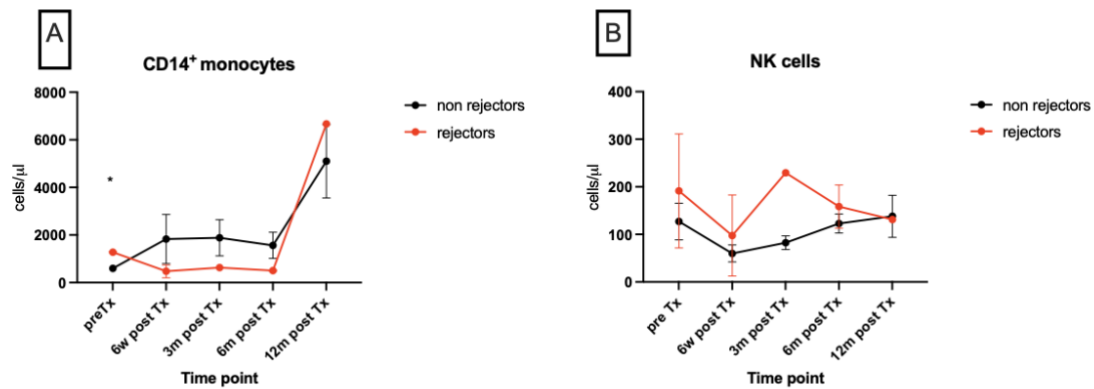 A
CD14⁺ monocytes
8000
6000
4000
2000
0
cells/µl
*
preTx
6w post Tx
3m post Tx
6m post Tx
12m post Tx
Time point
non rejectors
rejectors
B
NK cells
400
300
200
100
0
cells/µl
pre Tx
6w post Tx
3m post Tx
6m post Tx
12m post Tx
Time point
non rejectors
rejectors